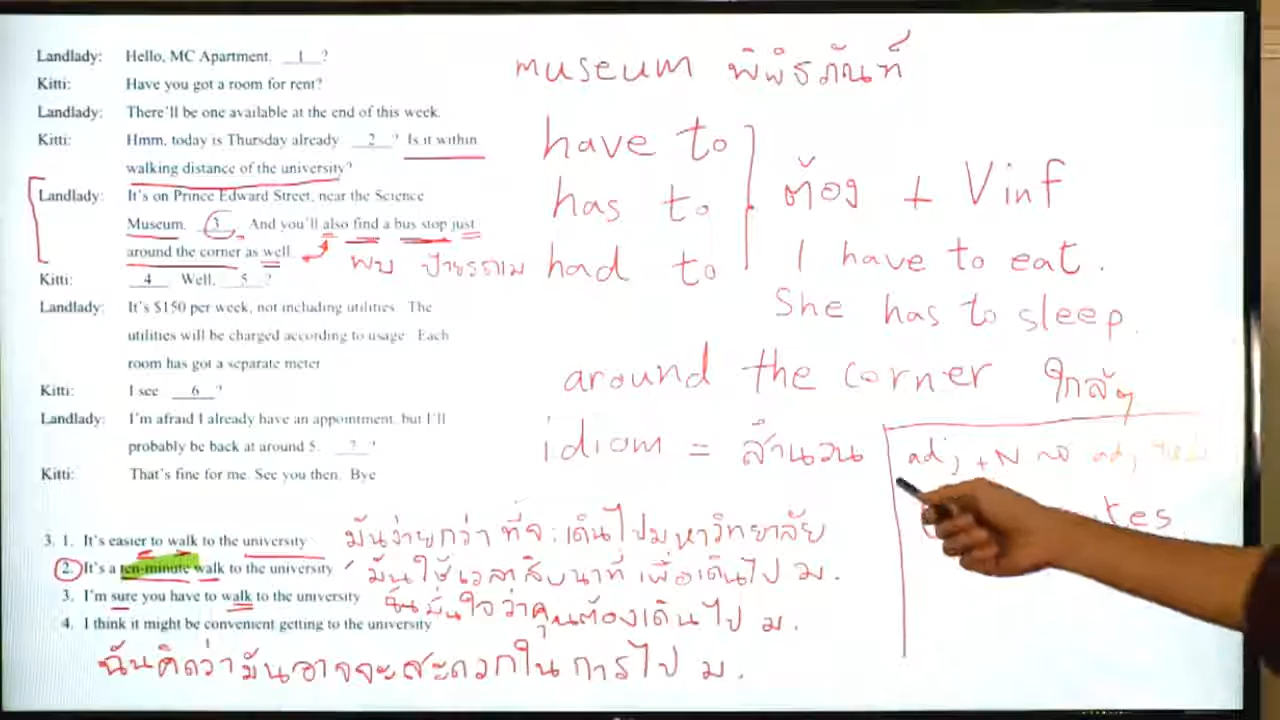 Landlady: Hello, MC Apartment. 1 ?
Kitti: Have you got a room for rent?
Landlady: There'll be one available at the end of this week.
Kitti: Hmm, today is Thursday already 2 ? Is it within
walking distance of the university?
Landlady: It's on Prince Edward Street, near the Science
Museum. 3 . And you'll also find a bus stop just
around the corner as well.
Kitti: 4 Well, 5 ?
Landlady: It's $150 per week, not including utilities. The
utilities will be charged according to usage. Each
room has got a separate meter
Kitti: I see 6 ?
Landlady: I'm afraid I already have an appointment, but I'll
probably be back at around 5. 7 ?
Kitti: That's fine for me. See you then. Bye
3. 1. It's easier to walk to the university
2. It's a ten-minute walk to the university
3. I'm sure you have to walk to the university
4. I think it might be convenient getting to the university
museum พิพิธภัณฑ์
have to
has to
had to
ต้อง + Vinf
I have to eat.
She has to sleep.
พบ ป้ายรถเม
around the corner ใกล้ๆ
idiom = สำนวน
adj + N
tes
มันง่ายกว่า ที่จะเดินไปมหาวิทยาลัย
มันใช้เวลาสิบนาที่ เพื่อเดินไป ม.
ฉันมั่นใจว่าคุณต้องเดินไป ม.
ฉันคิดว่ามันอาจจะสะดวกในการไป ม.